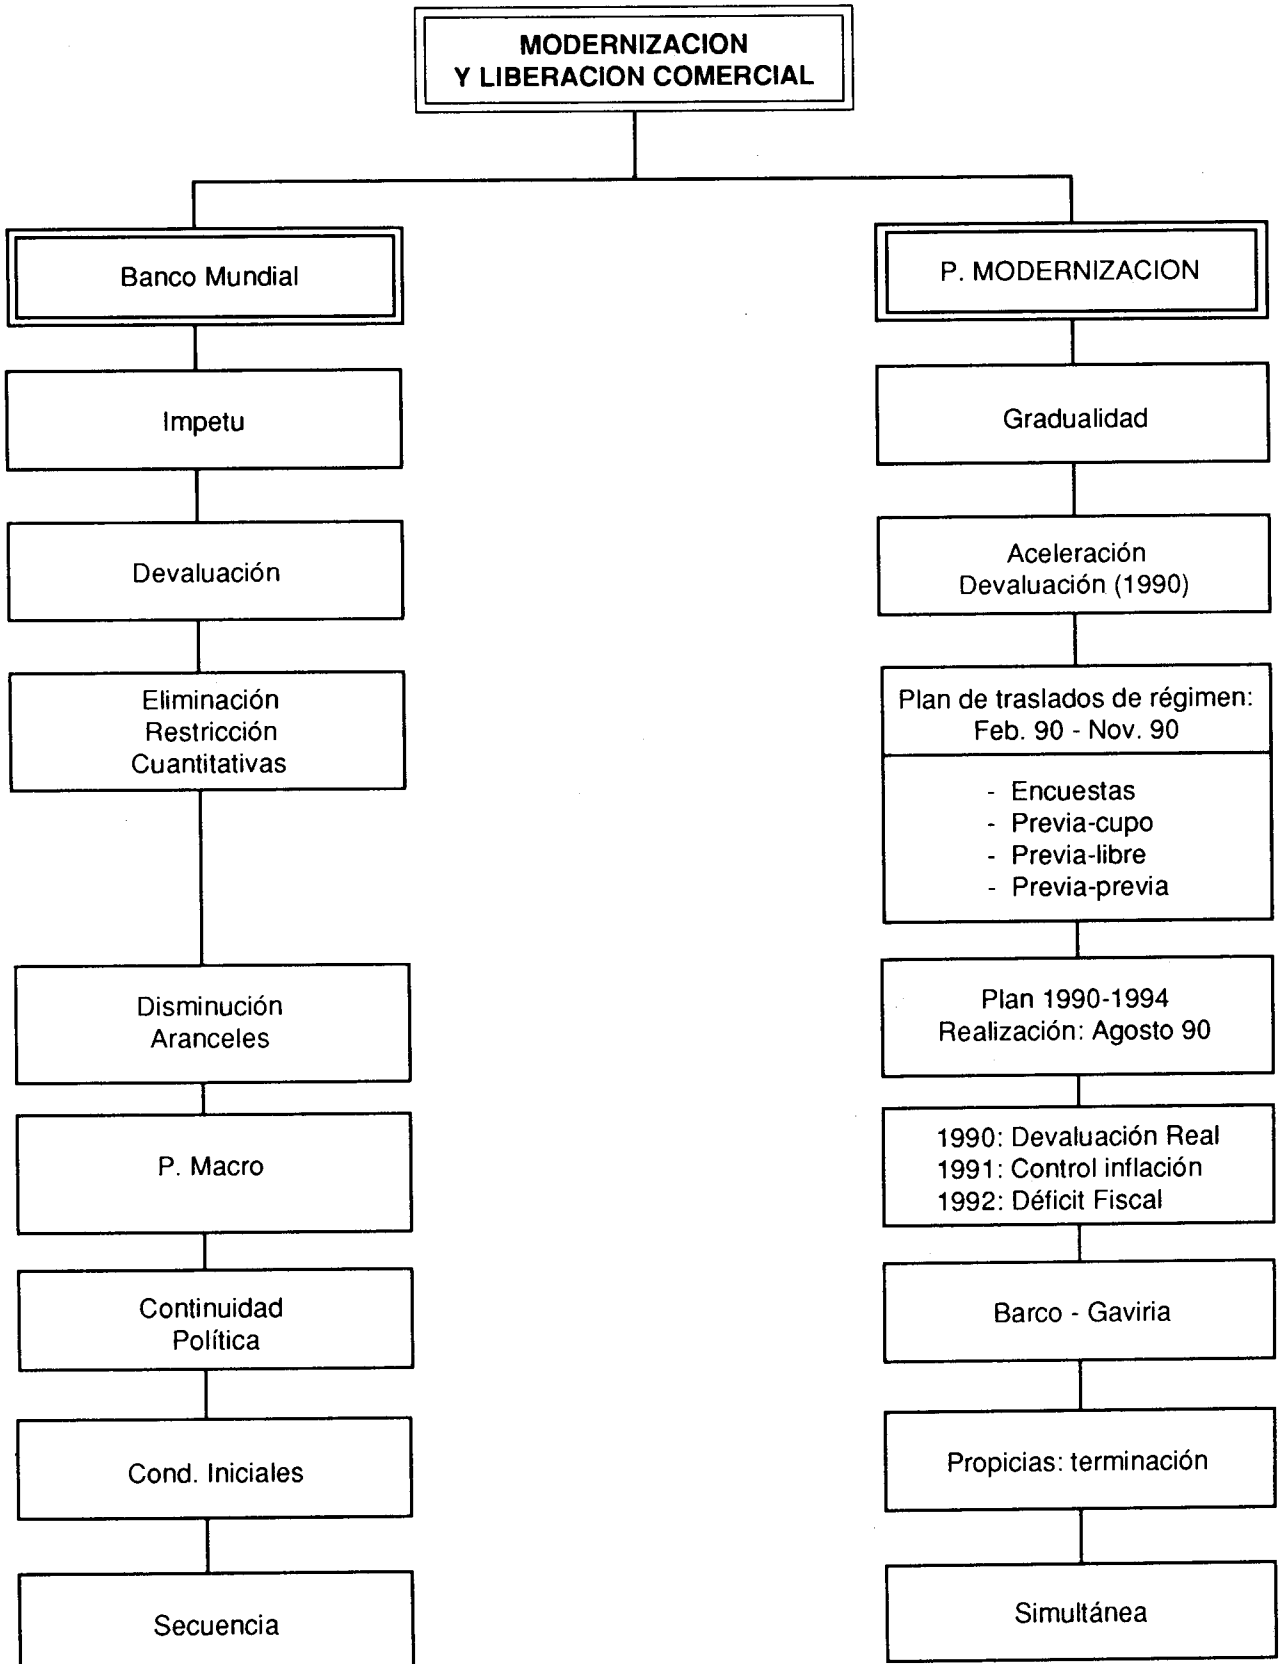 MODERNIZACION
Y LIBERACION COMERCIAL
Banco Mundial
Impetu
Devaluación
Eliminación
Restricción
Cuantitativas
Disminución
Aranceles
P. Macro
Continuidad
Política
Cond. Iniciales
Secuencia
P. MODERNIZACION
Gradualidad
Aceleración
Devaluación (1990)
Plan de traslados de régimen:
Feb. 90 - Nov. 90
- Encuestas
- Previa-cupo
- Previa-libre
- Previa-previa
Plan 1990-1994
Realización: Agosto 90
1990: Devaluación Real
1991: Control inflación
1992: Déficit Fiscal
Barco - Gaviria
Propicias: terminación
Simultánea